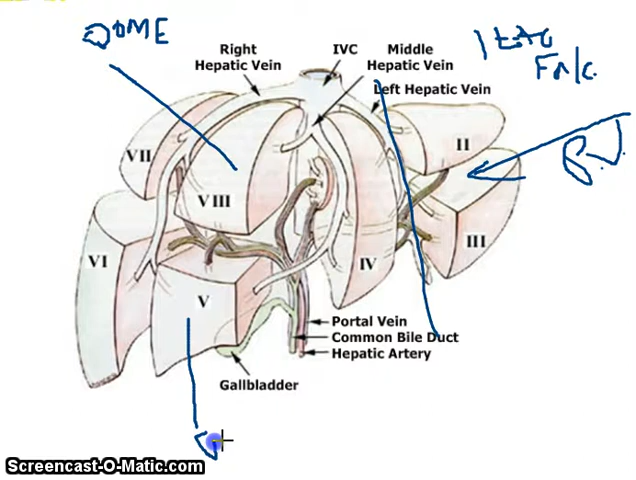 DOME
Right
Hepatic Vein
IVC
Middle
Hepatic Vein
Left Hepatic Vein
VII
VIII
II
III
VI
V
IV
Portal Vein
Common Bile Duct
Hepatic Artery
Gallbladder
Screencast-O-Matic.com